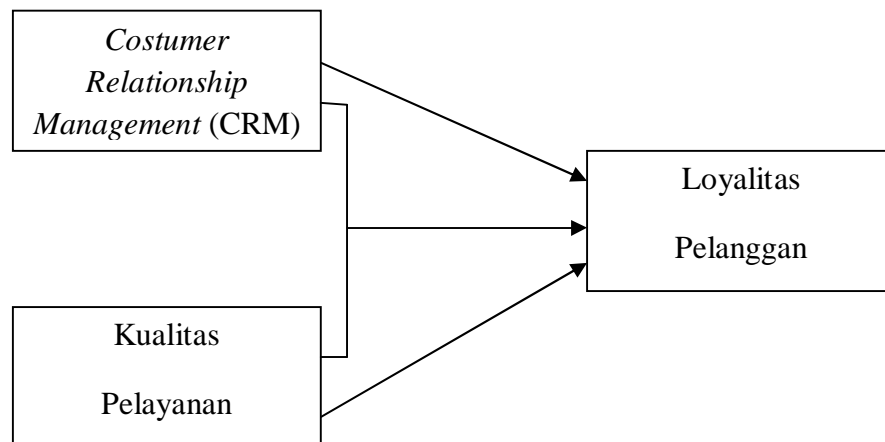 Costumer
Relationship
Management (CRM)
Loyalitas
Pelanggan
Kualitas
Pelayanan